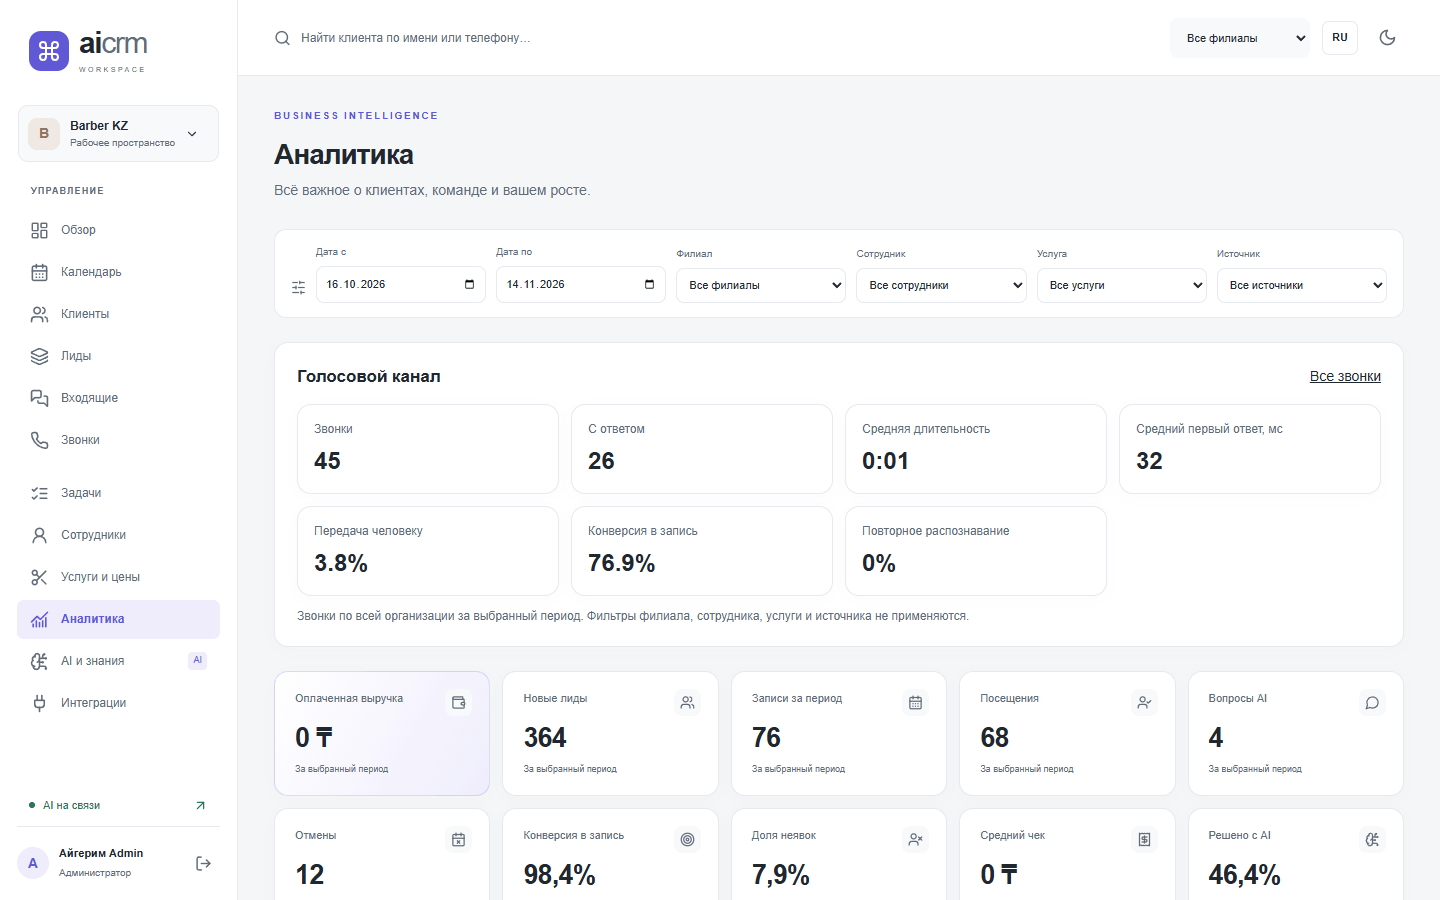 aicrm
WORKSPACE
B
Barber KZ
Рабочее пространство
УПРАВЛЕНИЕ
Обзор
Календарь
Клиенты
Лиды
Входящие
Звонки
Задачи
Сотрудники
Услуги и цены
Аналитика
AI и знания
AI
Интеграции
AI на связи
A
Айгерим Admin
Администратор
Найти клиента по имени или телефону...
Все филиалы
RU
BUSINESS INTELLIGENCE
Аналитика
Всё важное о клиентах, команде и вашем росте.
Дата с
16.10.2026
Дата по
14.11.2026
Филиал
Все филиалы
Сотрудник
Все сотрудники
Услуга
Все услуги
Источник
Все источники
Голосовой канал
Все звонки
Звонки
45
С ответом
26
Средняя длительность
0:01
Средний первый ответ, мс
32
Передача человеку
3.8%
Конверсия в запись
76.9%
Повторное распознавание
0%
Звонки по всей организации за выбранный период. Фильтры филиала, сотрудника, услуги и источника не применяются.
Оплаченная выручка
0 ₸
За выбранный период
Новые лиды
364
За выбранный период
Записи за период
76
За выбранный период
Посещения
68
За выбранный период
Вопросы AI
4
За выбранный период
Отмены
12
Конверсия в запись
98,4%
Доля неявок
7,9%
Средний чек
0 ₸
Решено с AI
46,4%